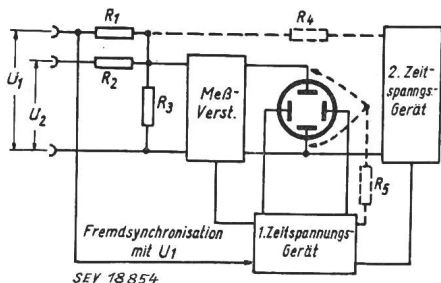 R1
R4
U1
R2
U2
R3
Meß-
Verst.
2. Zeit-
spanngs-
Gerät
R5
Fremdsynchronisation
mit U1
1.Zeitspannungs-
Gerät
SEV 18854